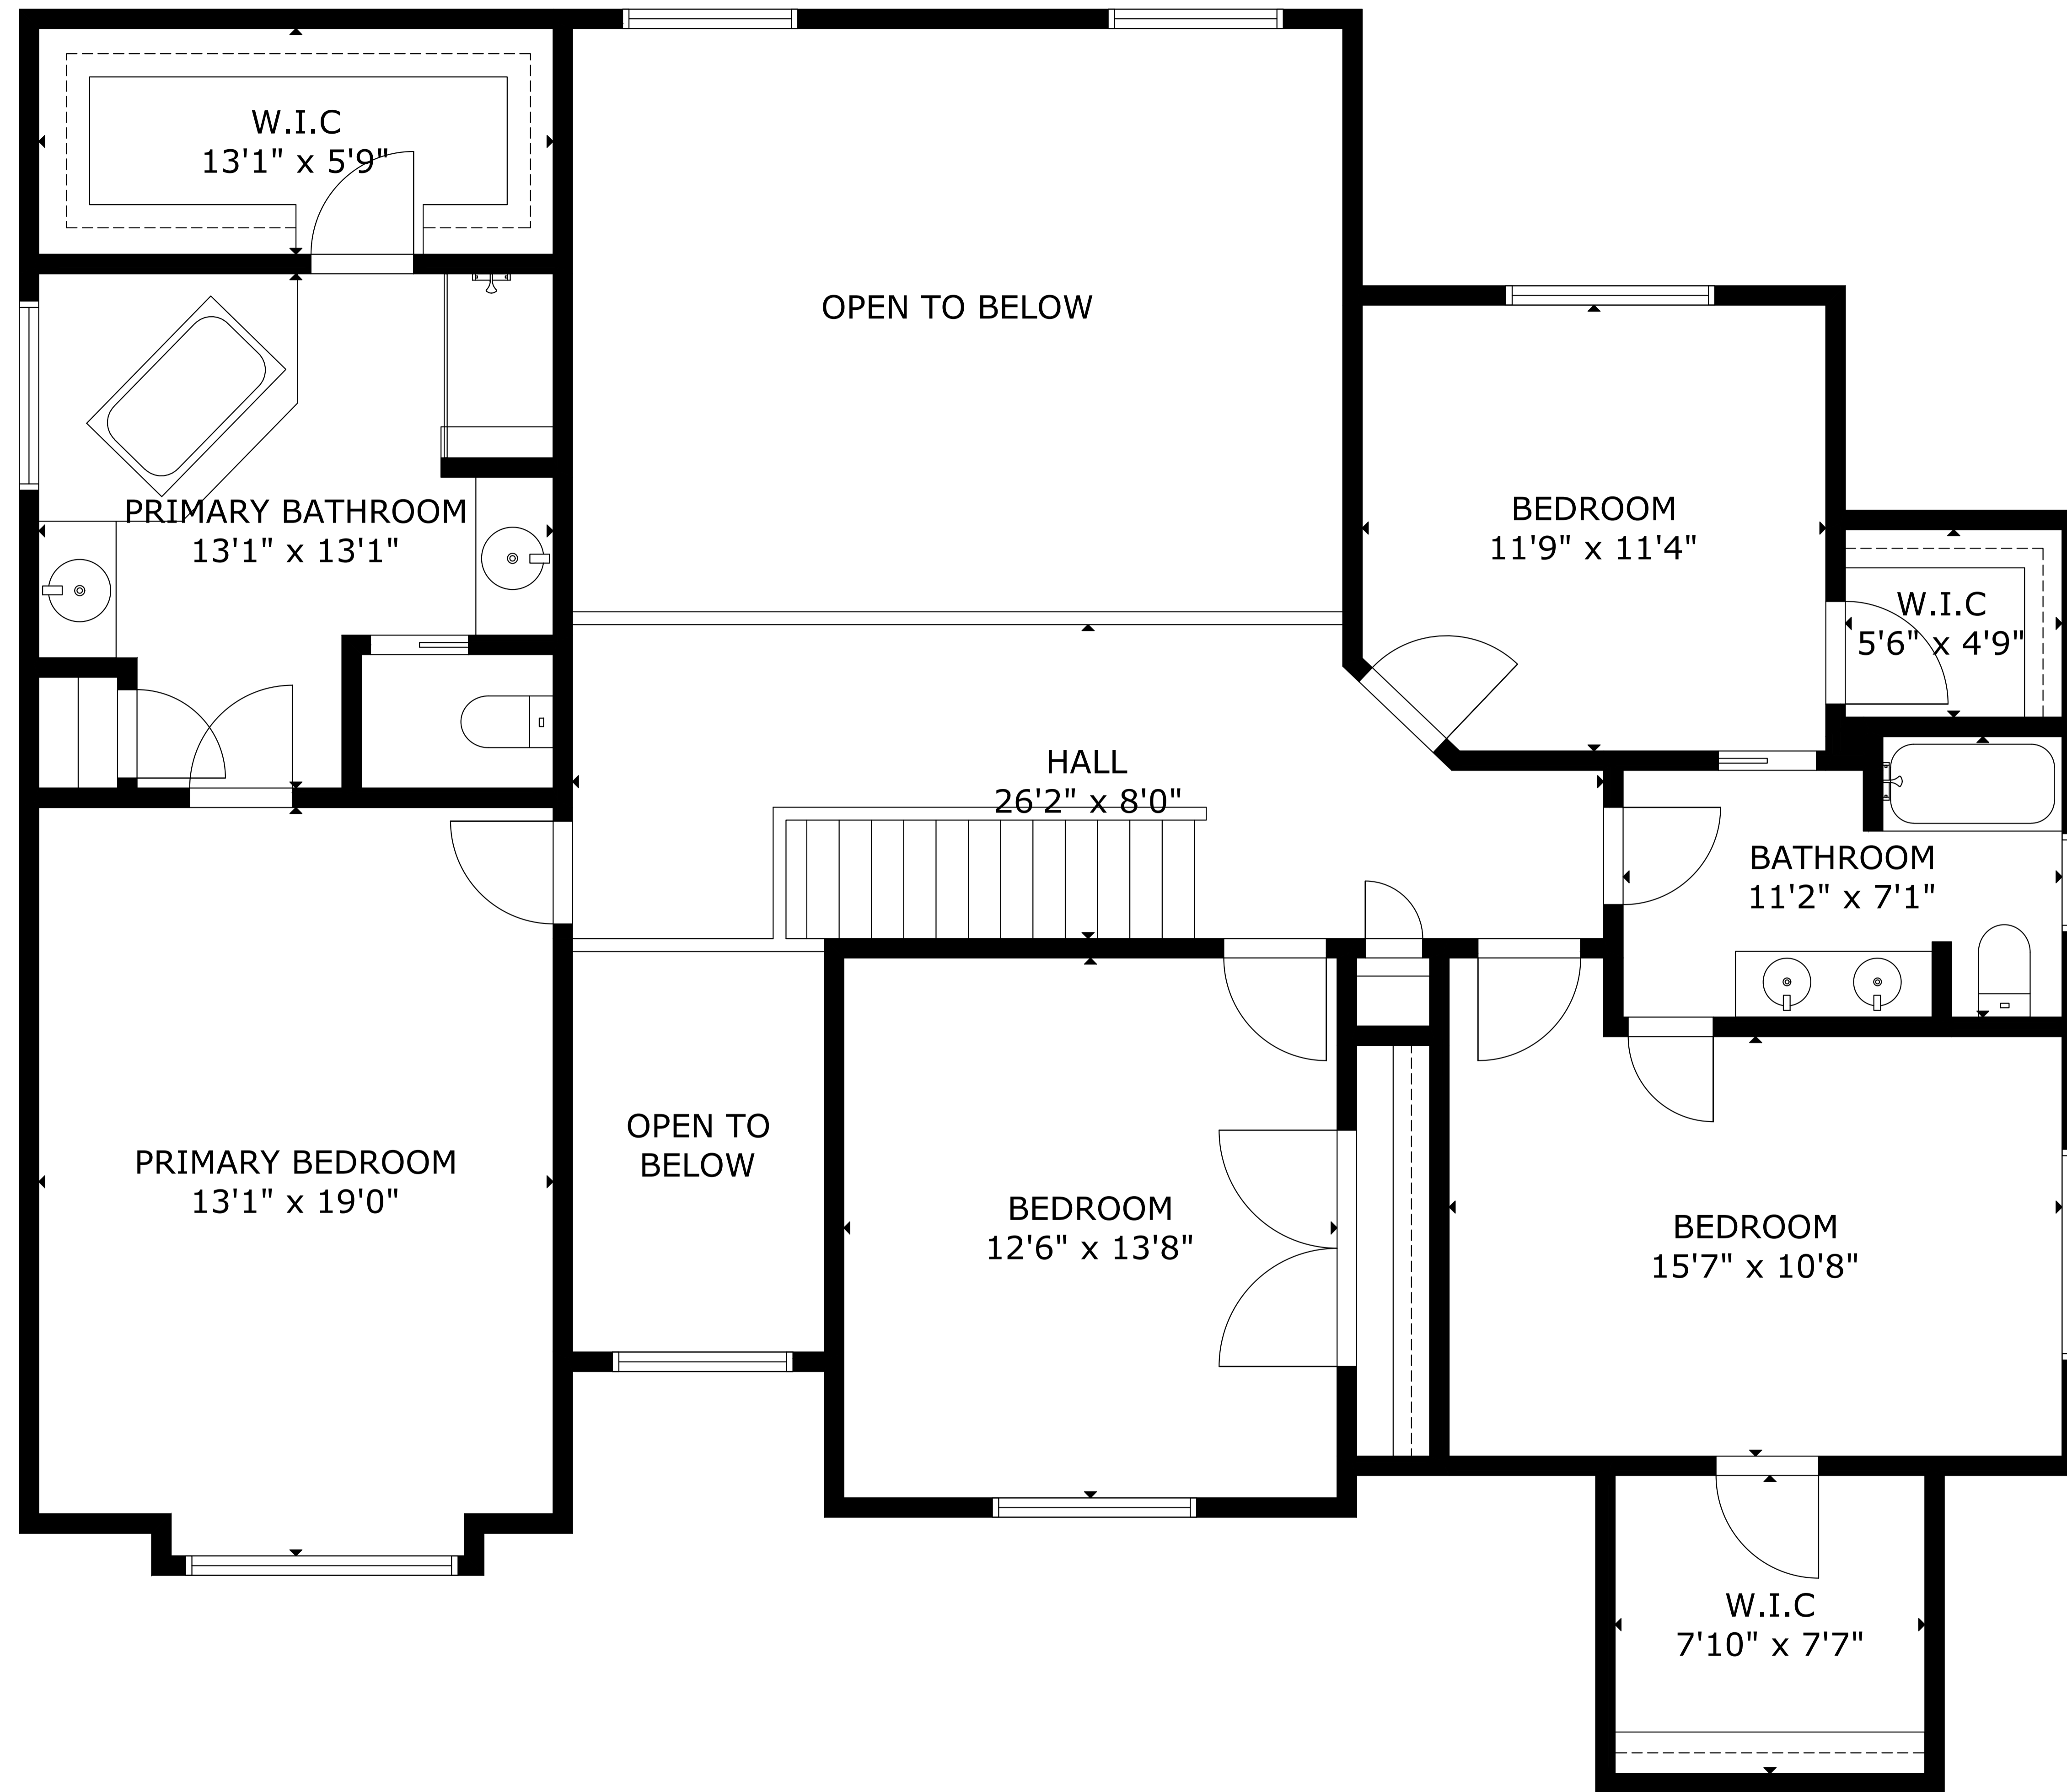 W.I.C
13'1" x 5'9"
OPEN TO BELOW
PRIMARY BATHROOM
13'1" x 13'1"
BEDROOM
11'9" x 11'4"
W.I.C
5'6" x 4'9"
HALL
26'2" x 8'0"
BATHROOM
11'2" x 7'1"
PRIMARY BEDROOM
13'1" x 19'0"
OPEN TO
BELOW
BEDROOM
12'6" x 13'8"
BEDROOM
15'7" x 10'8"
W.I.C
7'10" x 7'7"